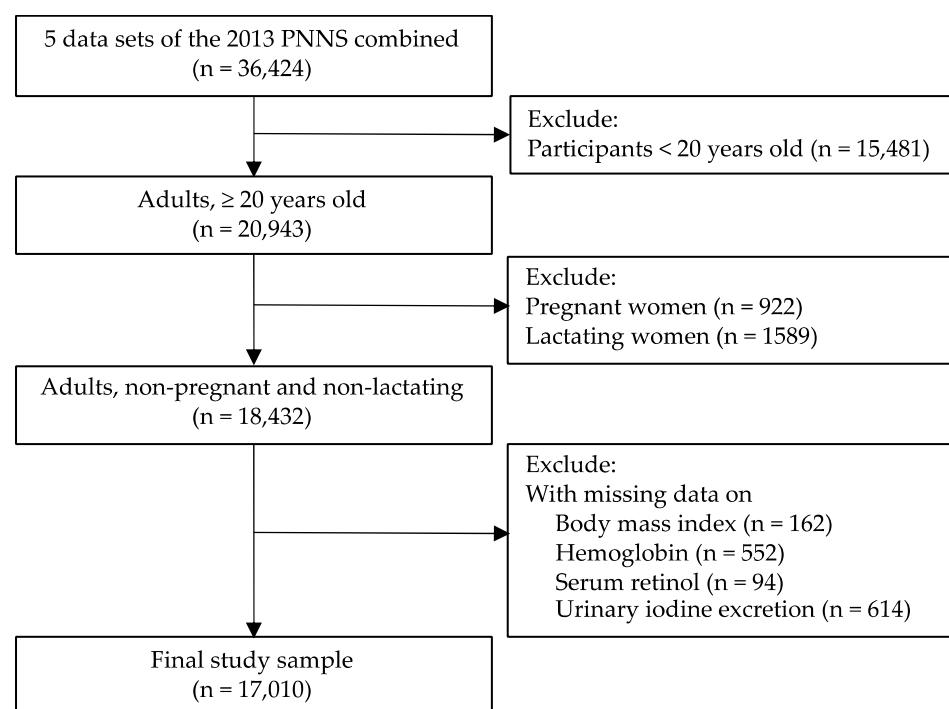 5 data sets of the 2013 PNNS combined
(n = 36,424)
Exclude:
Participants < 20 years old (n = 15,481)
Adults, ≥ 20 years old
(n = 20,943)
Exclude:
Pregnant women (n = 922)
Lactating women (n = 1589)
Adults, non-pregnant and non-lactating
(n = 18,432)
Exclude:
With missing data on
Body mass index (n = 162)
Hemoglobin (n = 552)
Serum retinol (n = 94)
Urinary iodine excretion (n = 614)
Final study sample
(n = 17,010)